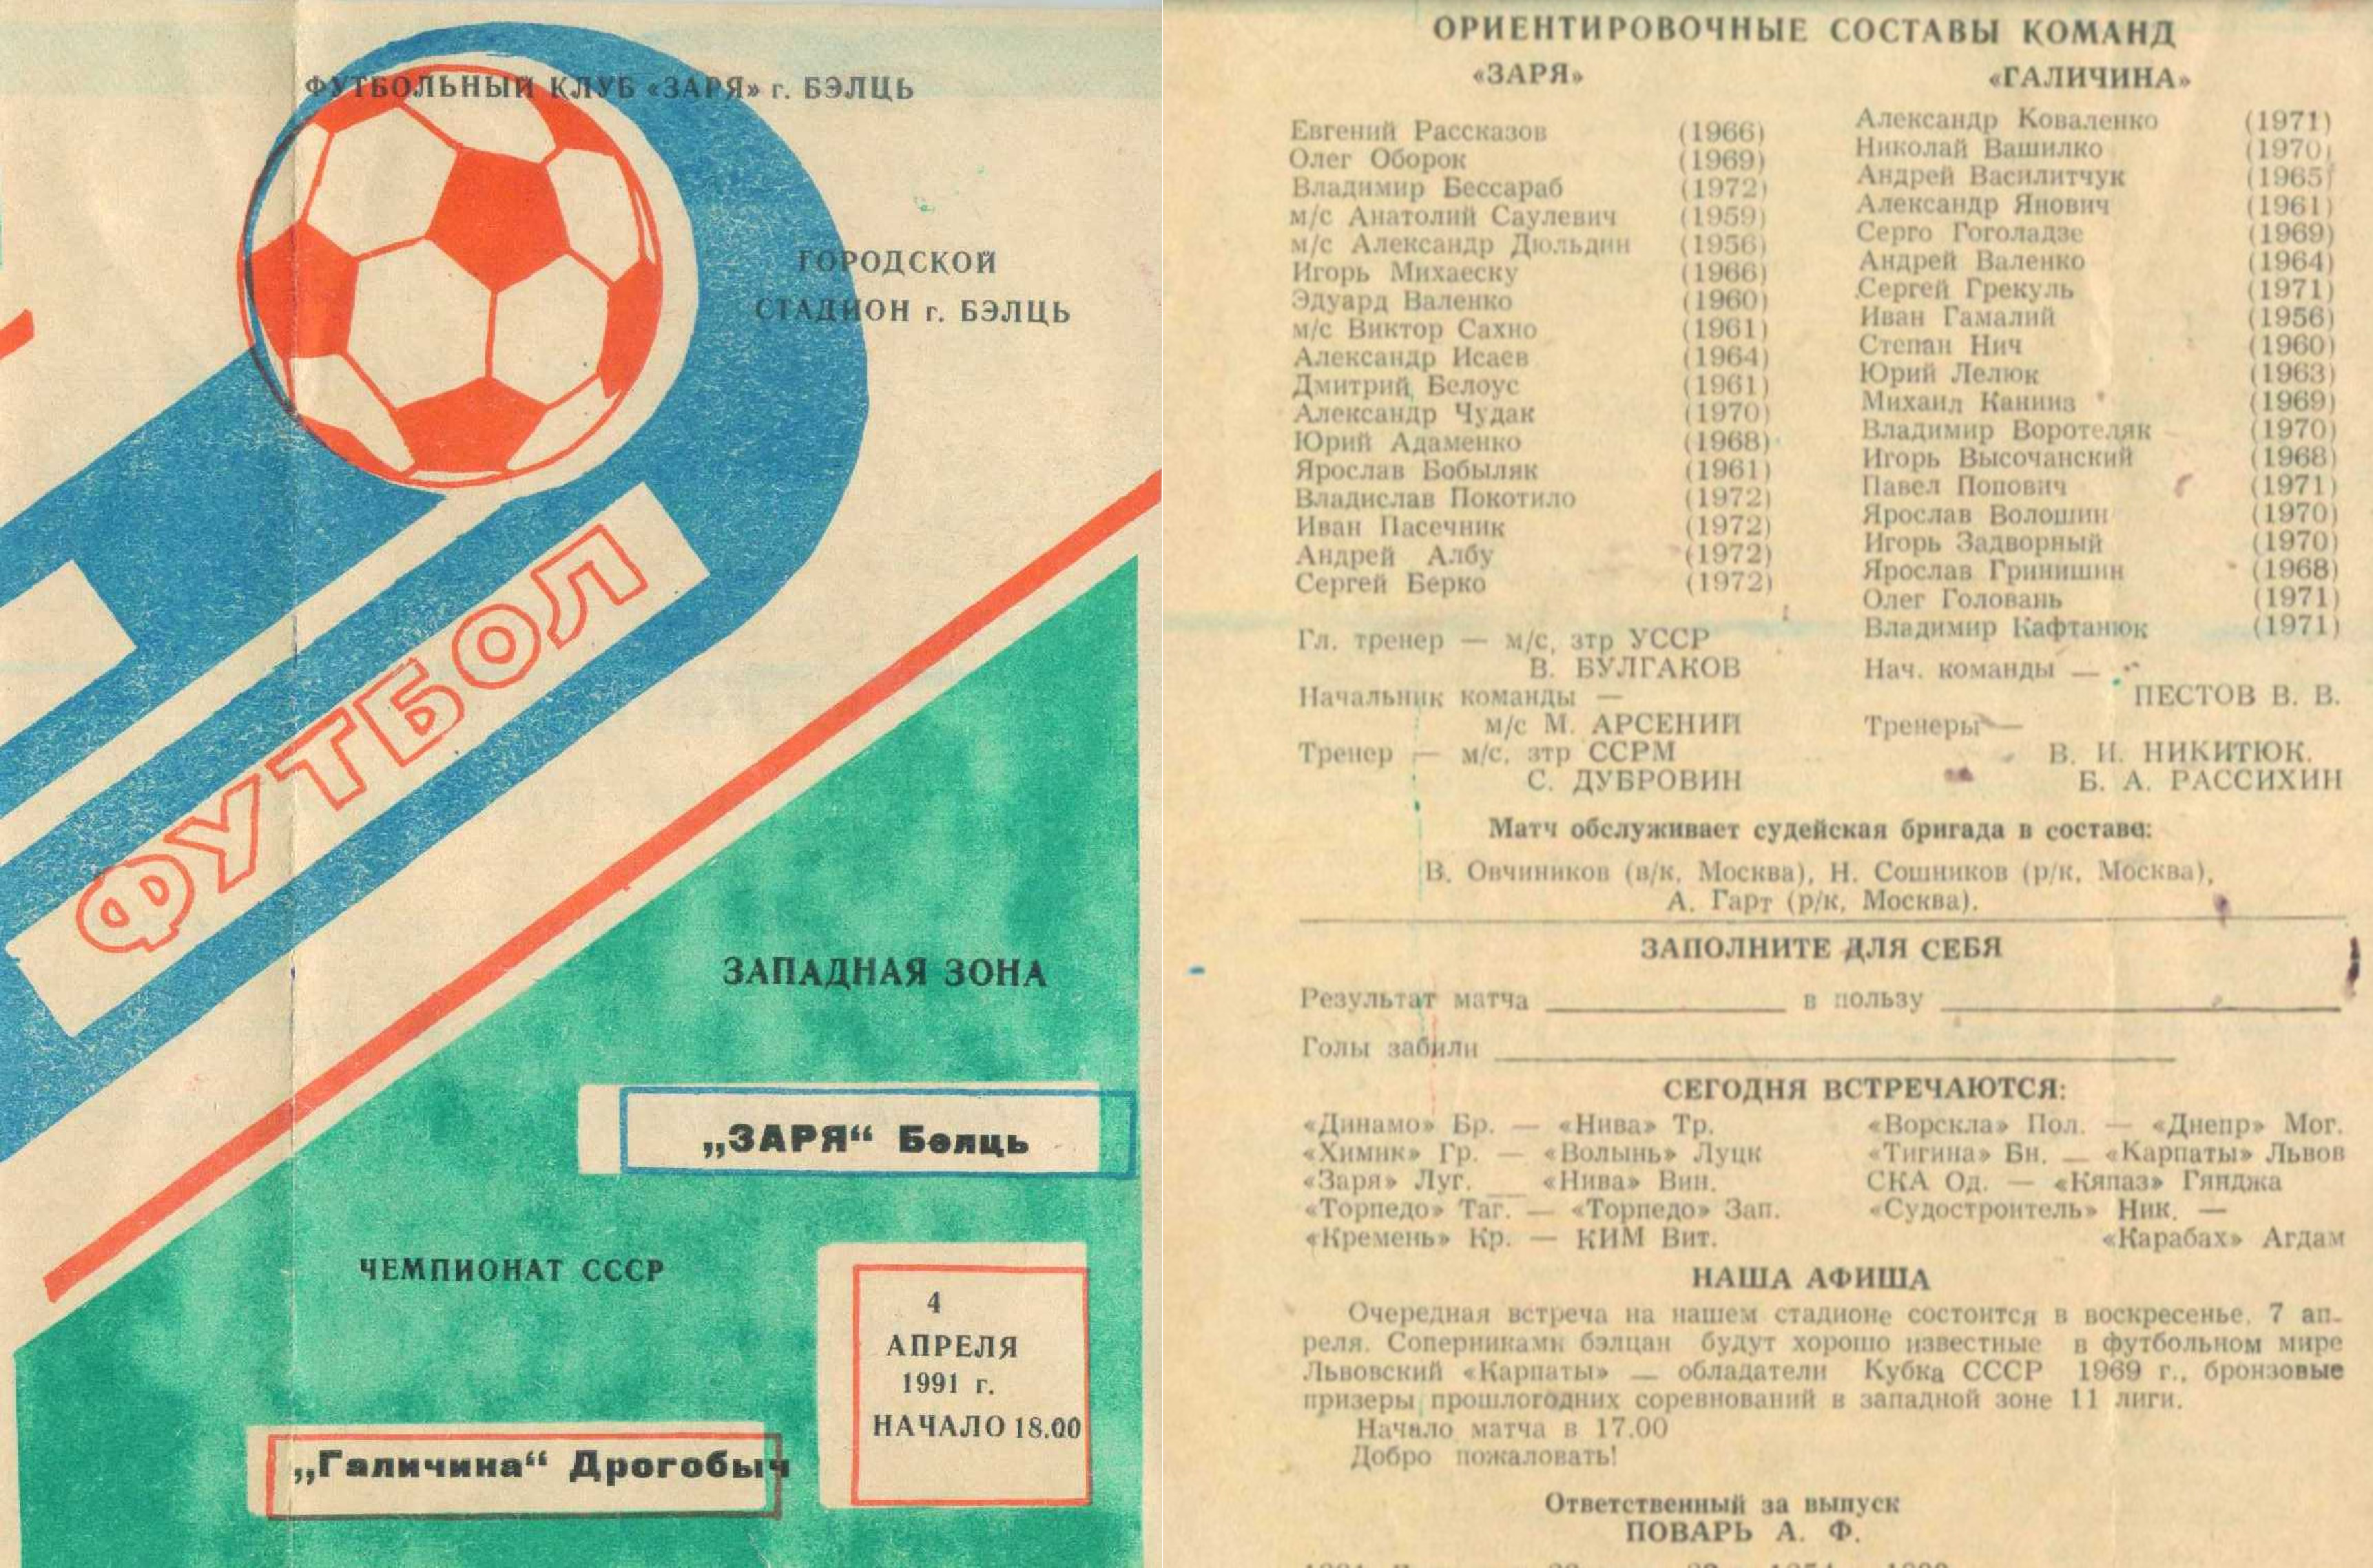 ФУТБОЛЬНЫЙ КЛУБ «ЗАРЯ» г. БЭЛЦЬ
ГОРОДСКОЙ
СТАДИОН г. БЭЛЦЬ
ФУТБОЛ
ЗАПАДНАЯ ЗОНА
„ЗАРЯ“ Бэлць
ЧЕМПИОНАТ СССР
4
АПРЕЛЯ
1991 г.
НАЧАЛО 18.00
„Галичина“ Дрогобыч
ОРИЕНТИРОВОЧНЫЕ СОСТАВЫ КОМАНД
«ЗАРЯ»
Евгений Рассказов (1966)
Олег Оборок (1969)
Владимир Бессараб (1972)
м/с Анатолий Саулевич (1959)
м/с Александр Дюльдин (1956)
Игорь Михаеску (1966)
Эдуард Валенко (1960)
м/с Виктор Сахно (1961)
Александр Исаев (1964)
Дмитрий Белоус (1961)
Александр Чудак (1970)
Юрий Адаменко (1968)
Ярослав Бобыляк (1961)
Владислав Покотило (1972)
Иван Пасечник (1972)
Андрей Албу (1972)
Сергей Берко (1972)
Гл. тренер — м/с, зтр УССР
В. БУЛГАКОВ
Начальник команды —
м/с М. АРСЕНИЙ
Тренер — м/с, зтр ССРМ
С. ДУБРОВИН
«ГАЛИЧИНА»
Александр Коваленко (1971)
Николай Вашилко (1970)
Андрей Василитчук (1965)
Александр Янович (1961)
Серго Гоголадзе (1969)
Андрей Валенко (1964)
Сергей Грекуль (1971)
Иван Гамалий (1956)
Степан Нич (1960)
Юрий Лелюк (1963)
Михаил Канииз (1969)
Владимир Воротеляк (1970)
Игорь Высочанский (1968)
Павел Попович (1971)
Ярослав Волошин (1970)
Игорь Задворный (1970)
Ярослав Гринишин (1968)
Олег Головань (1971)
Владимир Кафтанюк (1971)
Нач. команды —
ПЕСТОВ В. В.
Тренеры —
В. И. НИКИТЮК.
Б. А. РАССИХИН
Матч обслуживает судейская бригада в составе:
В. Овчиников (в/к, Москва), Н. Сошников (р/к, Москва),
А. Гарт (р/к, Москва).
ЗАПОЛНИТЕ ДЛЯ СЕБЯ
Результат матча ____ в пользу ____
Голы забили ____
СЕГОДНЯ ВСТРЕЧАЮТСЯ:
«Динамо» Бр. — «Нива» Тр.
«Химик» Гр. — «Волынь» Луцк
«Заря» Луг. — «Нива» Вин.
«Торпедо» Таг. — «Торпедо» Зап.
«Кремень» Кр. — КИМ Вит.
«Ворскла» Пол. — «Днепр» Мог.
«Тигина» Бн. — «Карпаты» Львов
СКА Од. — «Кяпаз» Гянджа
«Судостроитель» Ник. —
«Карабах» Агдам
НАША АФИША
Очередная встреча на нашем стадионе состоится в воскресенье, 7 ап-
реля. Соперниками бэлцан будут хорошо известные в футбольном мире
Львовский «Карпаты» — обладатели Кубка СССР 1969 г., бронзовые
призеры прошлогодних соревнований в западной зоне 11 лиги.
Начало матча в 17.00
Добро пожаловать!
Ответственный за выпуск
ПОВАРЬ А. Ф.